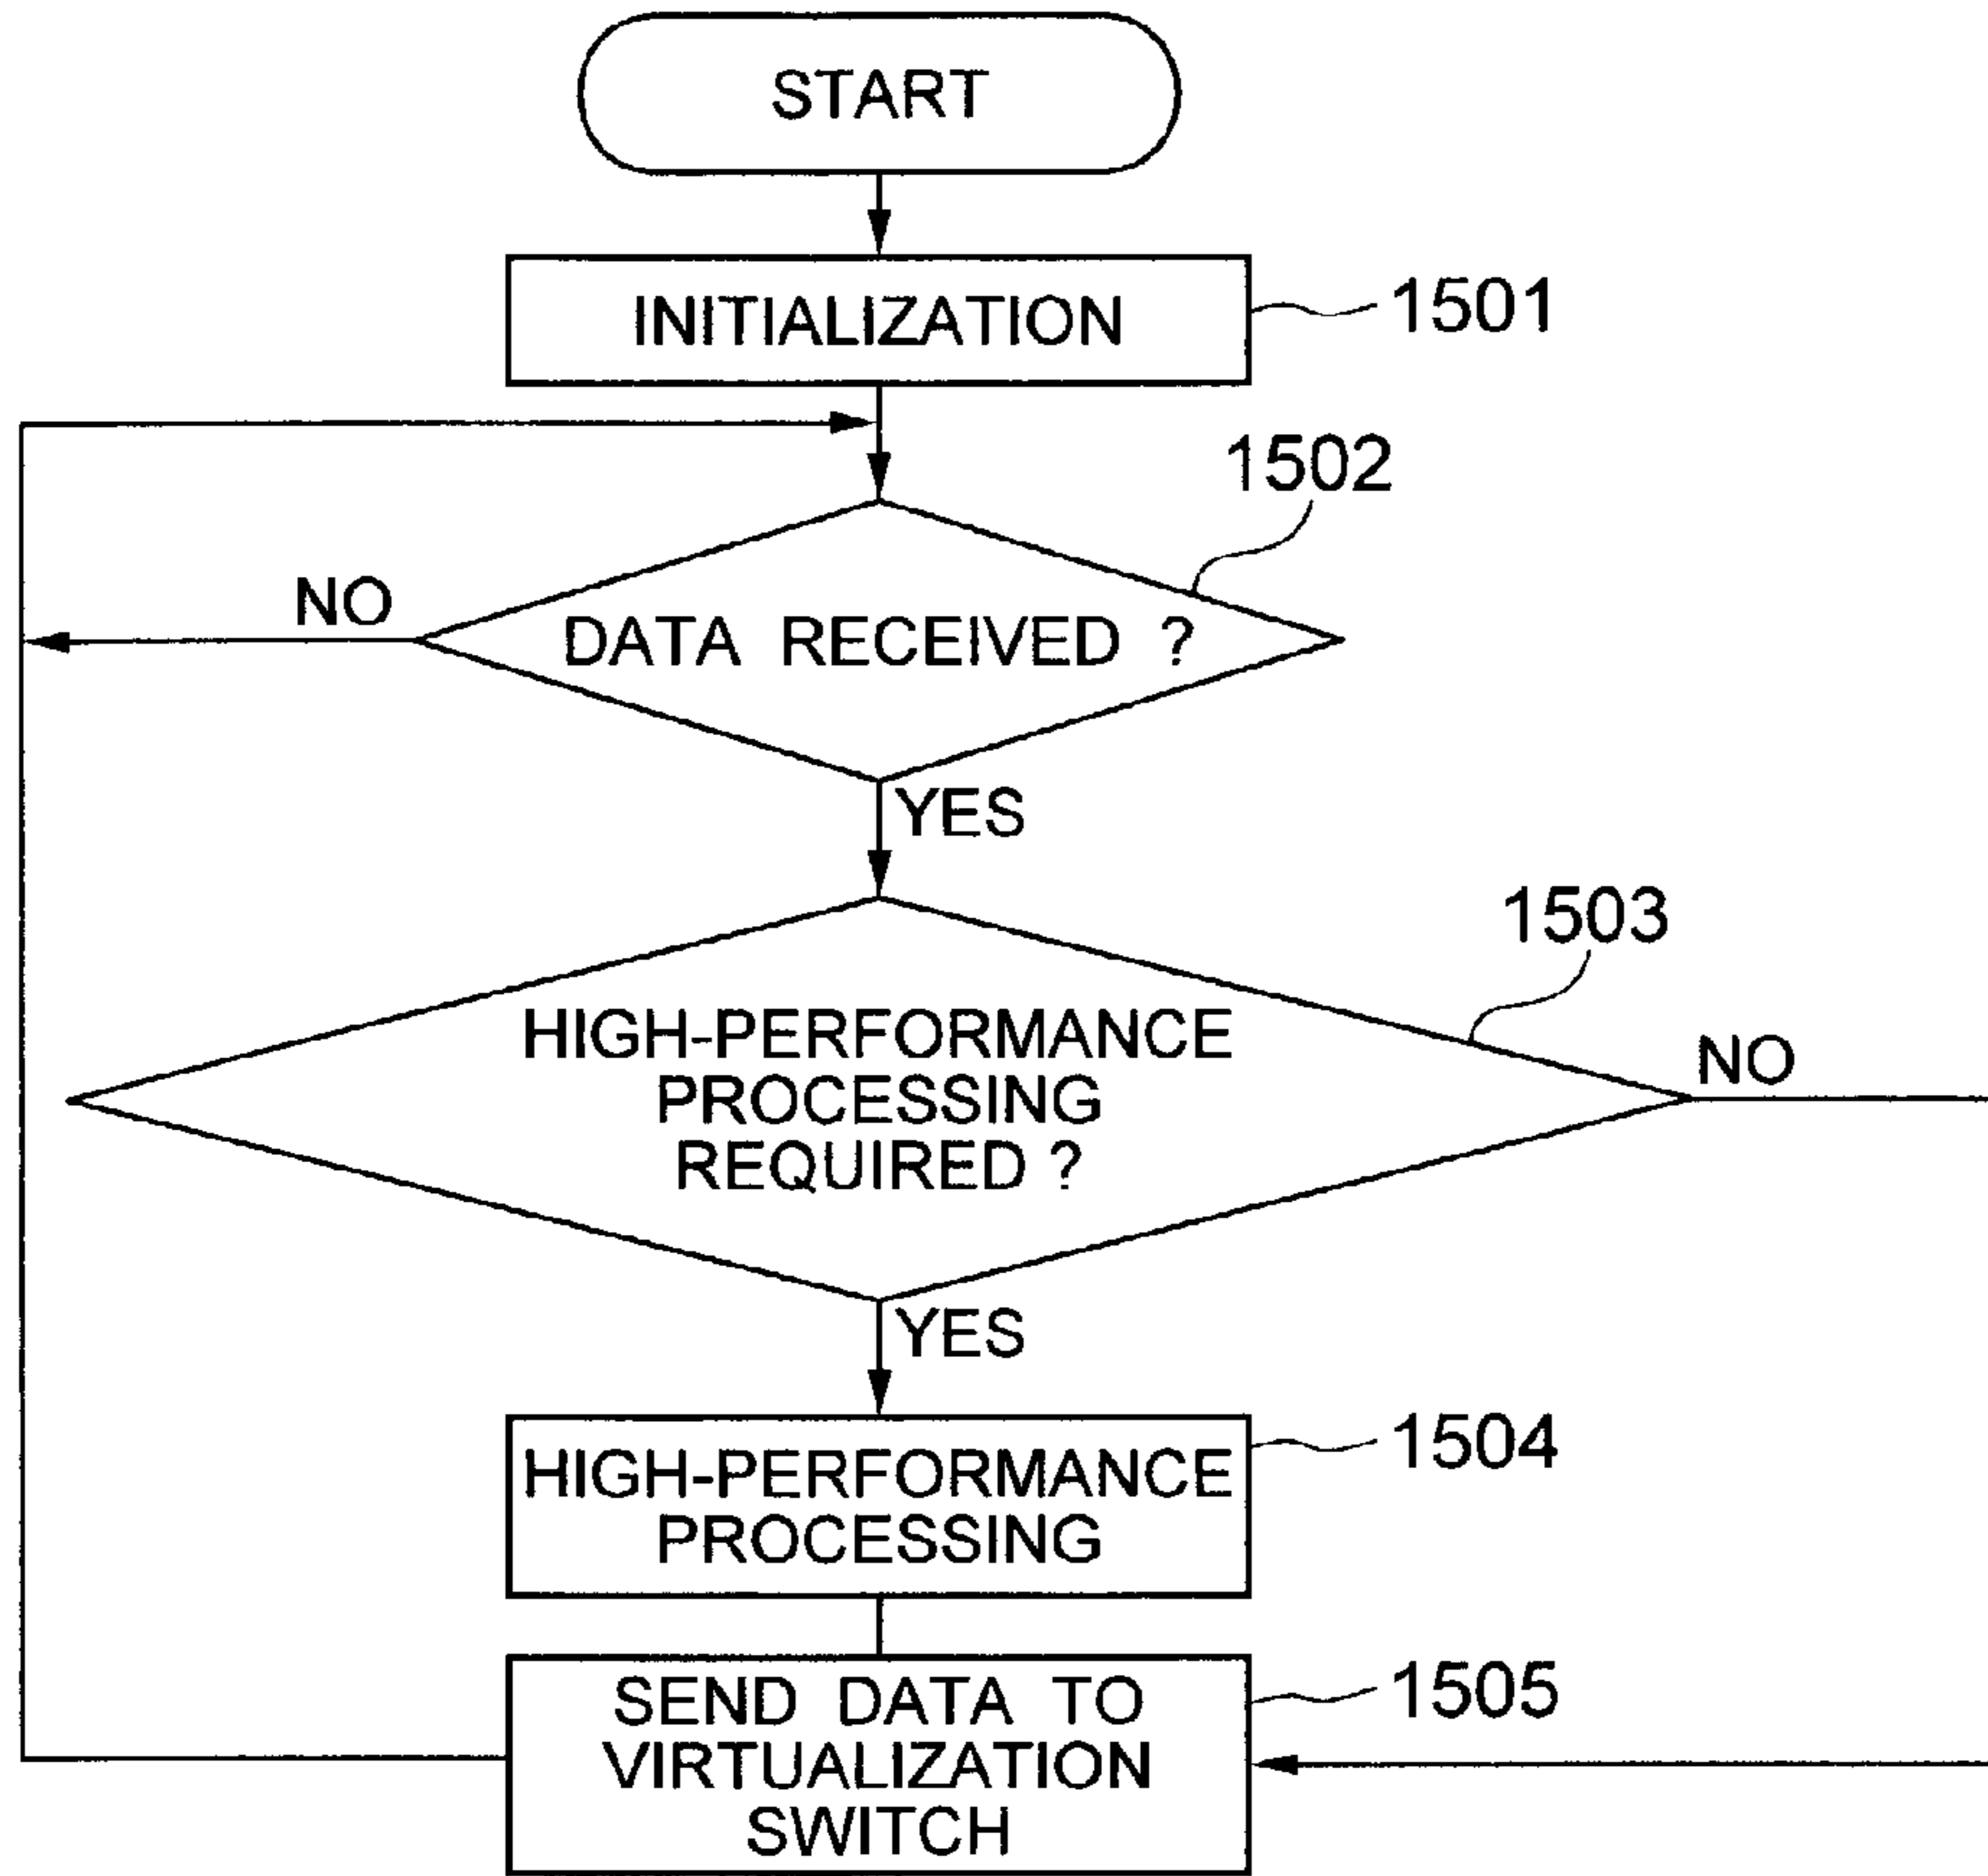 START
INITIALIZATION
1501
1502
NO
DATA RECEIVED ?
YES
1503
HIGH-PERFORMANCE
PROCESSING
REQUIRED ?
NO
YES
HIGH-PERFORMANCE
PROCESSING
1504
SEND DATA TO
VIRTUALIZATION
SWITCH
1505